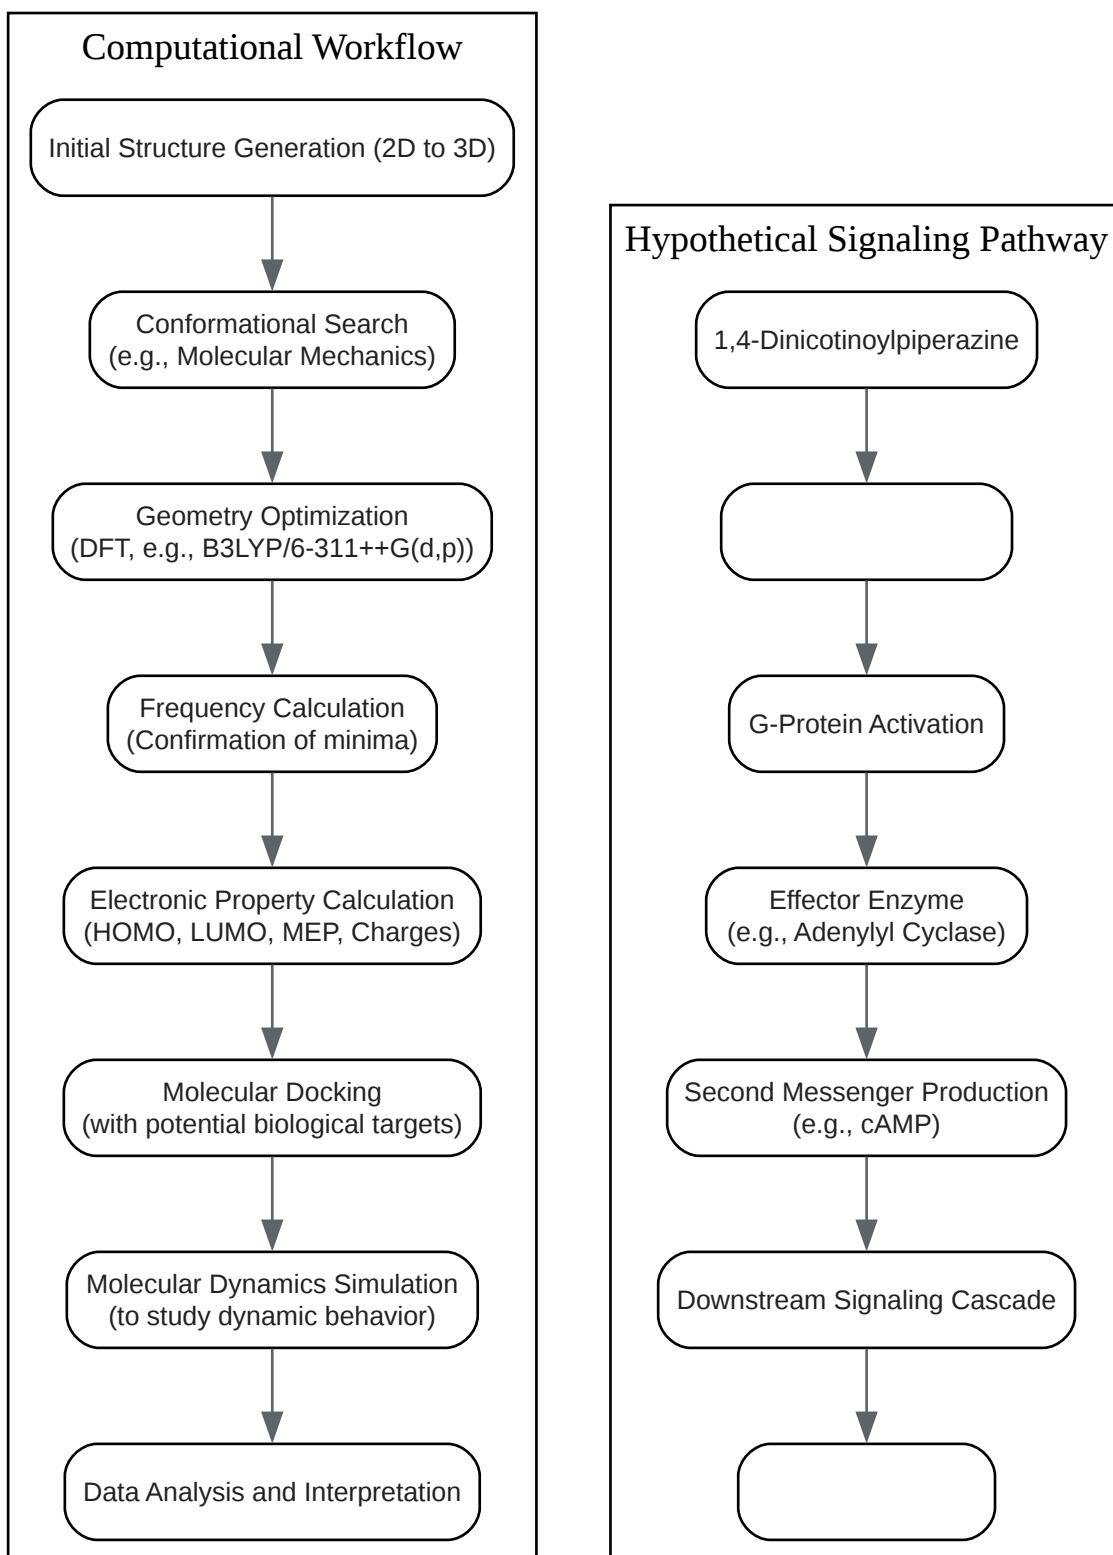 Computational Workflow
Initial Structure Generation (2D to 3D)
Conformational Search
(e.g., Molecular Mechanics)
Geometry Optimization
(DFT, e.g., B3LYP/6-311++G(d,p))
Frequency Calculation
(Confirmation of minima)
Electronic Property Calculation
(HOMO, LUMO, MEP, Charges)
Molecular Docking
(with potential biological targets)
Molecular Dynamics Simulation
(to study dynamic behavior)
Data Analysis and Interpretation
Hypothetical Signaling Pathway
1,4-Dinicotinoylpiperazine
G-Protein Activation
Effector Enzyme
(e.g., Adenylyl Cyclase)
Second Messenger Production
(e.g., cAMP)
Downstream Signaling Cascade